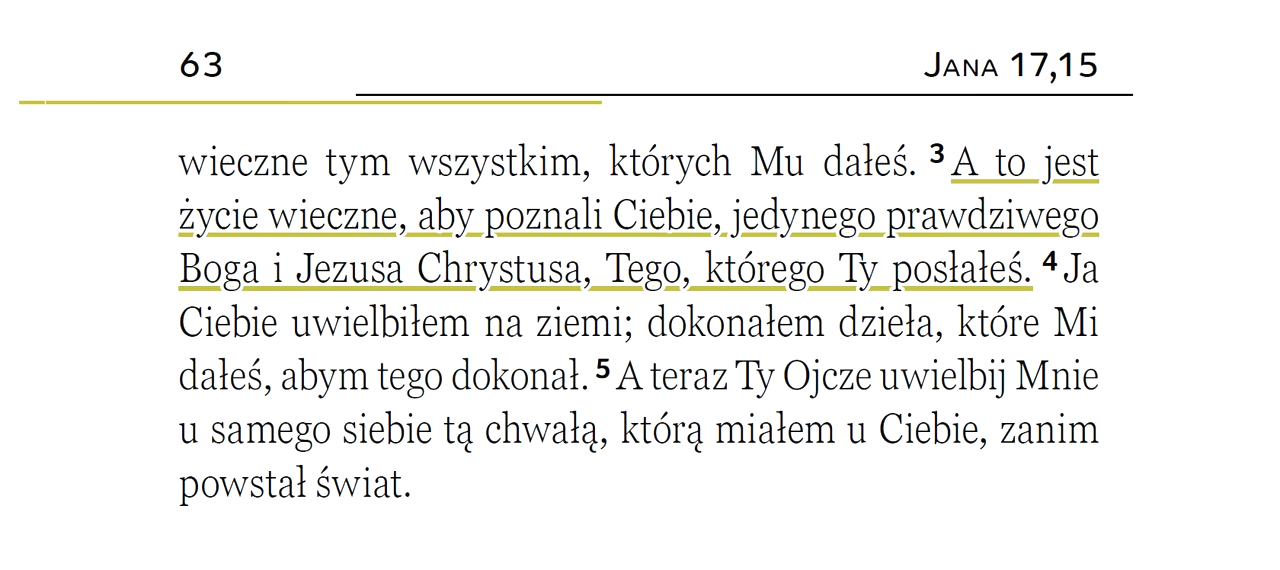 63 Jana 17,15
wieczne tym wszystkim, których Mu dałeś. 3 A to jest
życie wieczne, aby poznali Ciebie, jedynego prawdziwego
Boga i Jezusa Chrystusa, Tego, którego Ty posłałeś. 4 Ja
Ciebie uwielbiłem na ziemi; dokonałem dzieła, które Mi
dałeś, abym tego dokonał. 5 A teraz Ty Ojcze uwielbij Mnie
u samego siebie tą chwałą, którą miałem u Ciebie, zanim
powstał świat.